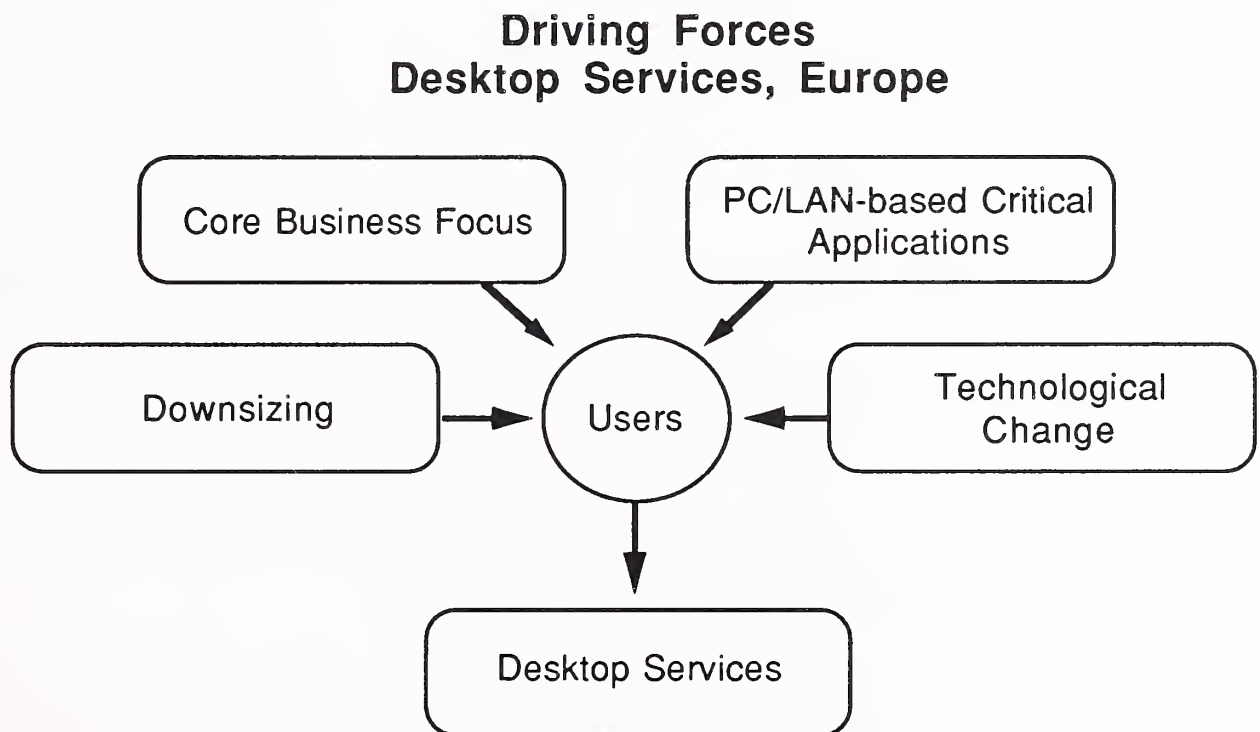 Driving Forces
Desktop Services, Europe
Core Business Focus
PC/LAN-based Critical
Applications
Downsizing
Users
Technological
Change
Desktop Services